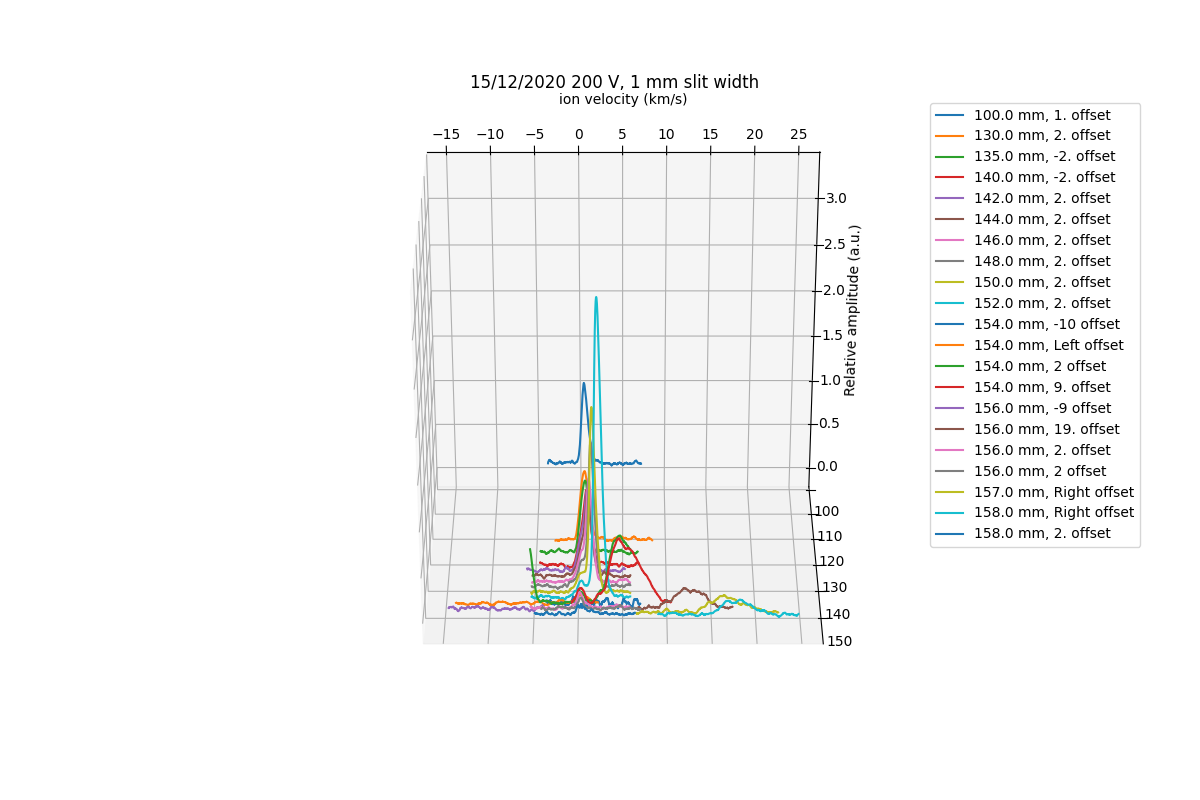 15/12/2020 200 V, 1 mm slit width
ion velocity (km/s)
−15 −10 −5 0 5 10 15 20 25
3.0
2.5
2.0
1.5
1.0
0.5
0.0
Relative amplitude (a.u.)
100
110
120
130
140
150
100.0 mm, 1. offset
130.0 mm, 2. offset
135.0 mm, -2. offset
140.0 mm, -2. offset
142.0 mm, 2. offset
144.0 mm, 2. offset
146.0 mm, 2. offset
148.0 mm, 2. offset
150.0 mm, 2. offset
152.0 mm, 2. offset
154.0 mm, -10 offset
154.0 mm, Left offset
154.0 mm, 2 offset
154.0 mm, 9. offset
156.0 mm, -9 offset
156.0 mm, 19. offset
156.0 mm, 2. offset
156.0 mm, 2 offset
157.0 mm, Right offset
158.0 mm, Right offset
158.0 mm, 2. offset